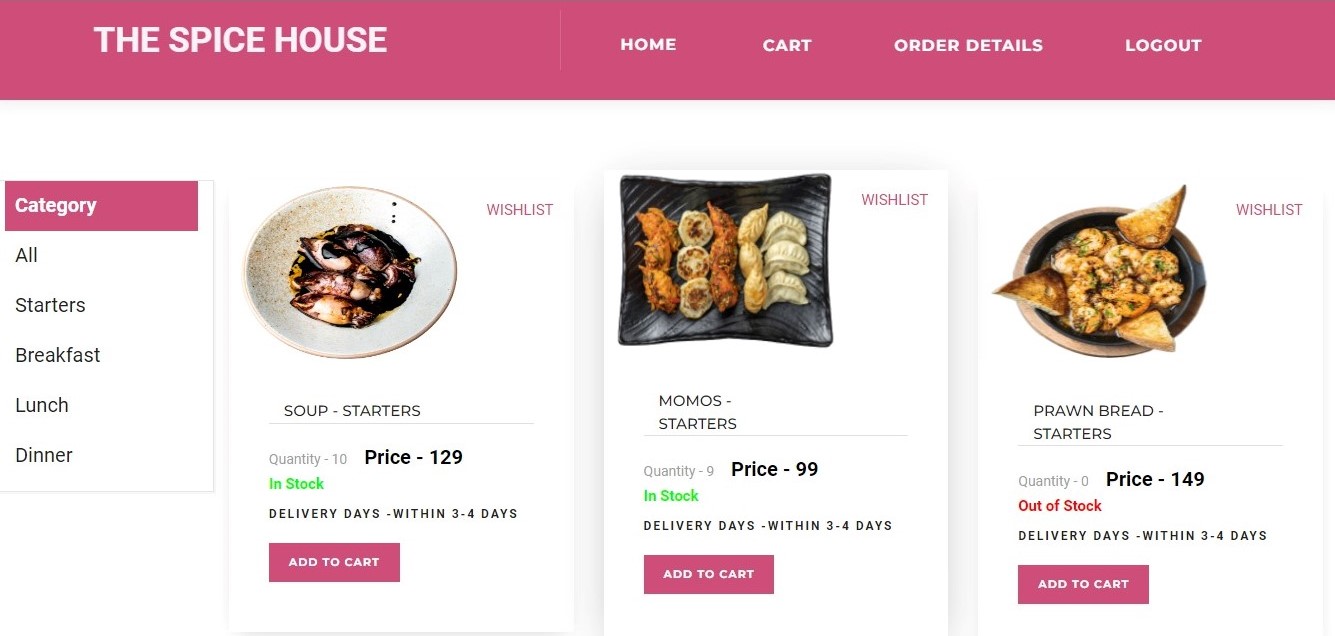 THE SPICE HOUSE
HOME
CART
ORDER DETAILS
LOGOUT
Category
All
Starters
Breakfast
Lunch
Dinner
WISHLIST
SOUP - STARTERS
Quantity - 10 Price - 129
In Stock
DELIVERY DAYS -WITHIN 3-4 DAYS
ADD TO CART
WISHLIST
MOMOS -
STARTERS
Quantity - 9 Price - 99
In Stock
DELIVERY DAYS -WITHIN 3-4 DAYS
ADD TO CART
WISHLIST
PRAWN BREAD -
STARTERS
Quantity - 0 Price - 149
Out of Stock
DELIVERY DAYS -WITHIN 3-4 DAYS
ADD TO CART